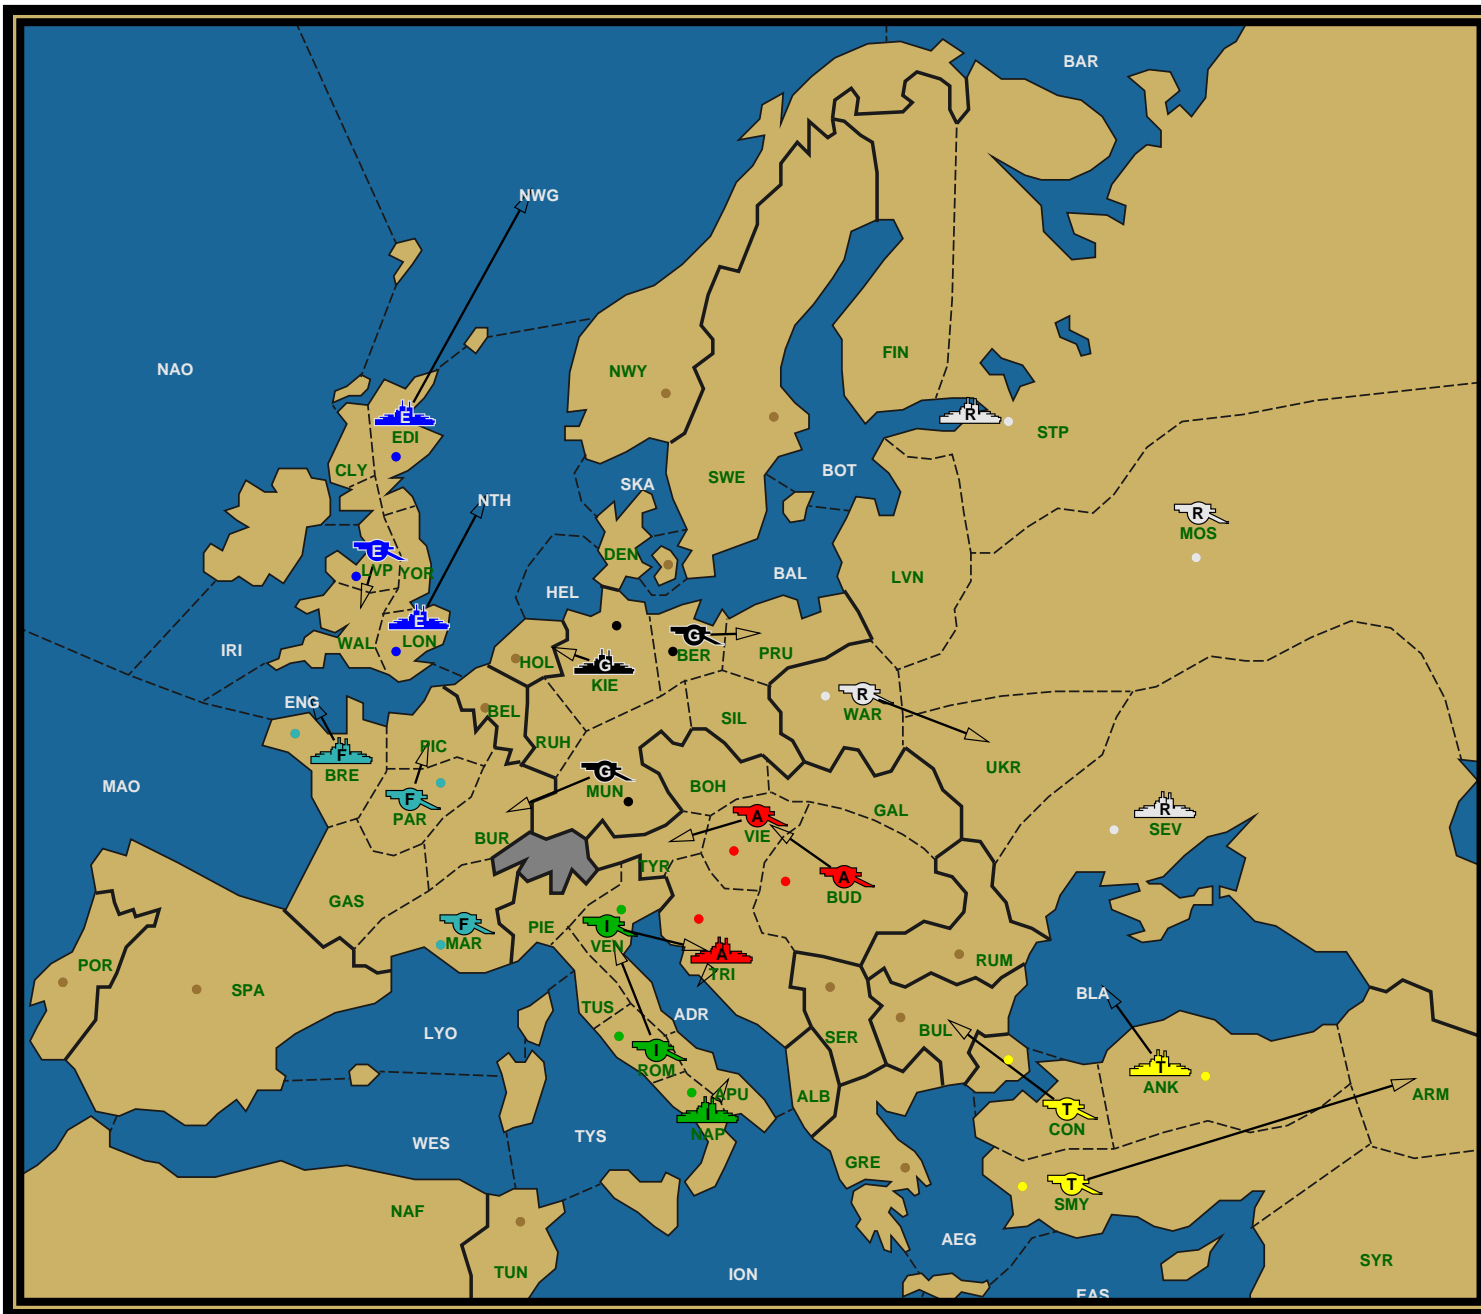 BAR
NWG
NAO
FIN
NWY
R
E
EDI
STP
CLY
BOT
SWE
SKA
NTH
R
MOS
E
DEN
LVP
YOR
BAL
LVN
HEL
E
G
LON
WAL
IRI
BER
PRU
HOL
G
KIE
R
ENG
BEL
WAR
SIL
RUH
PIC
F
BRE
UKR
MAO
G
BOH
MUN
F
PAR
GAL
R
SEV
A
VIE
BUR
TYR
A
BUD
GAS
F
MAR
PIE
I
VEN
A
RUM
POR
TRI
SPA
BLA
TUS
ADR
LYO
BUL
SER
I
ROM
T
ANK
APU
ALB
ARM
I
NAP
T
CON
WES
TYS
GRE
T
SMY
NAF
AEG
SYR
TUN
ION
EAS